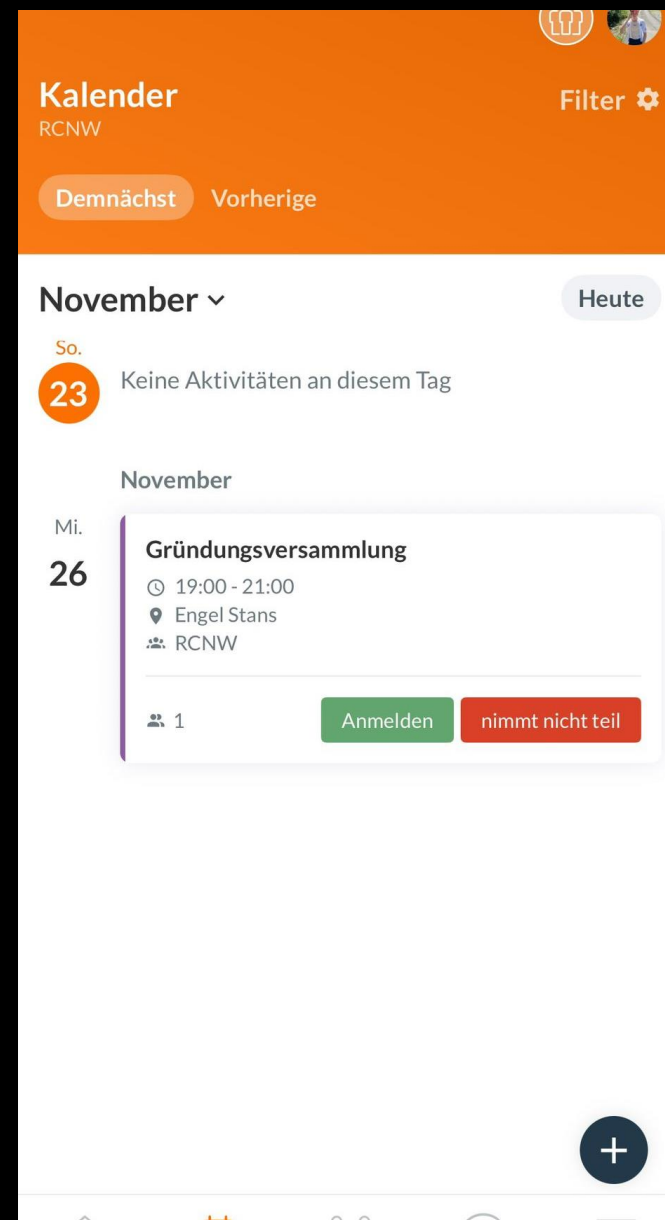 Kalender
Filter
RCNW
Demnächst Vorherige
November
Heute
So.
23
Keine Aktivitäten an diesem Tag
November
Mi.
26
Gründungsversammlung
19:00 - 21:00
Engel Stans
RCNW
1
Anmelden
nimmt nicht teil